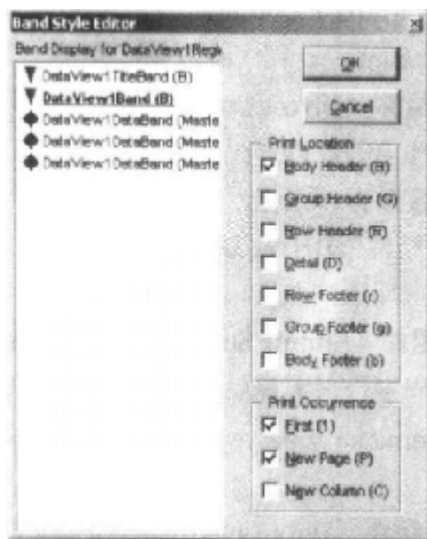 Band Style Editor
Band Display for DataView1Regi
DataView1TitleBand (B)
DataView1Band (B)
DataView1DataBand (Maste
DataView1DataBand (Maste
DataView1DataBand (Maste
OK
Cancel
Print Location
Body Header (B)
Group Header (G)
Row Header (R)
Detail (D)
Row Footer (r)
Group Footer (g)
Body Footer (b)
Print Occurrence
First (1)
New Page (P)
New Column (C)